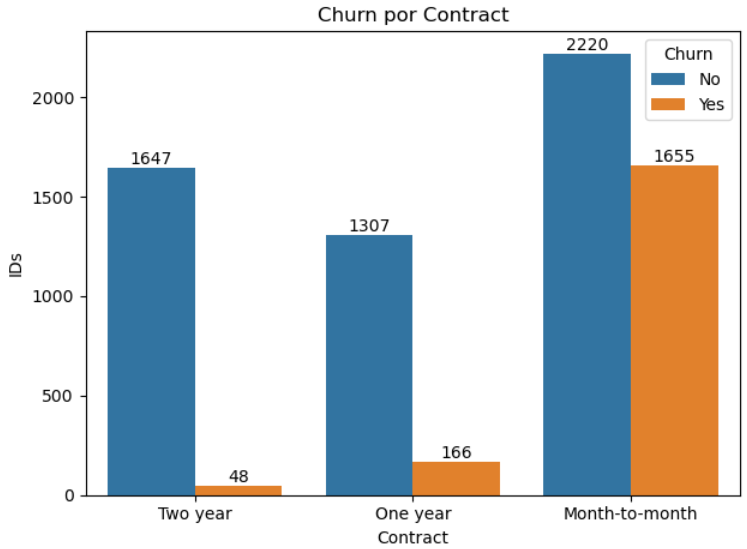 Churn por Contract
2220
Churn
No
Yes
2000
1647
1655
1500
1307
IDs
1000
500
166
48
0
Two year
One year
Month-to-month
Contract